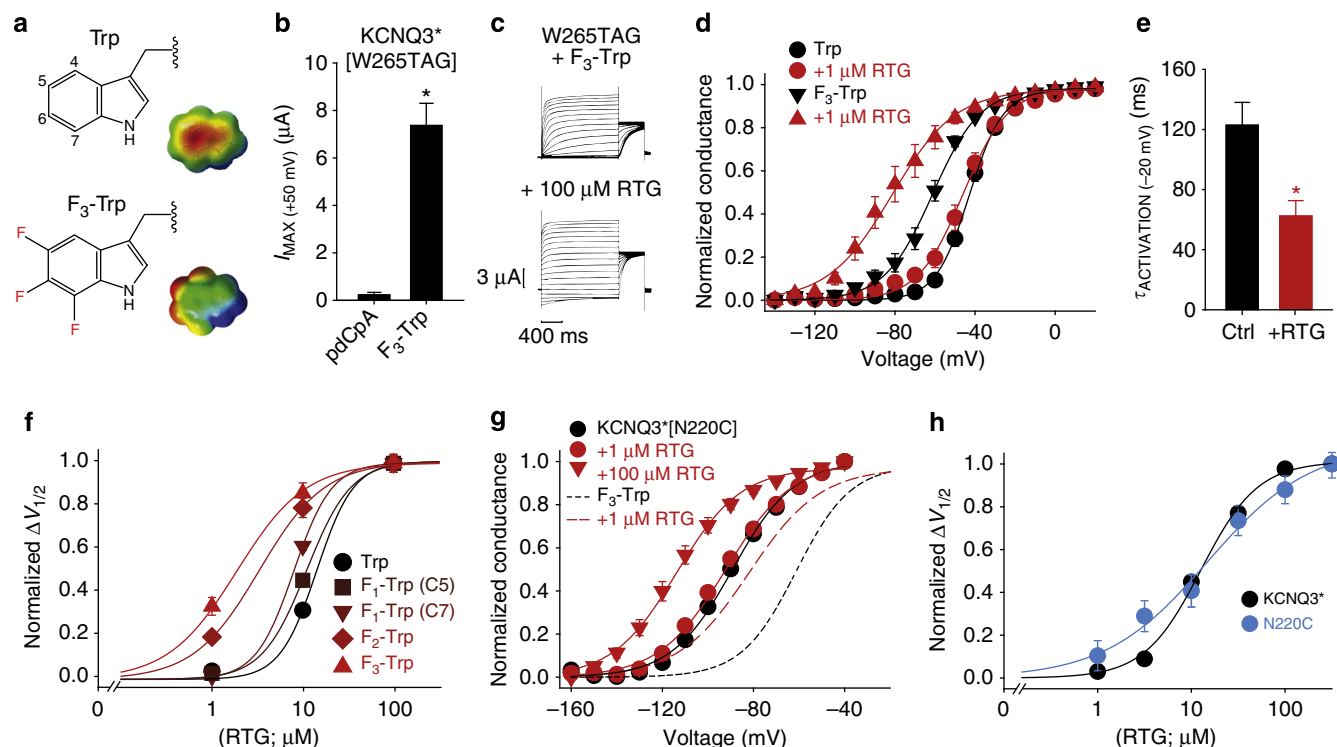 a
Trp
4
5
6
7
N
H
F₃-Trp
F
F
F
N
H
b
KCNQ3*
[W265TAG]
I_MAX (+50 mV) (μA)
10
8
6
4
2
0
*
pdCpA
F₃-Trp
c
W265TAG
+ F₃-Trp
+ 100 μM RTG
3 μA
400 ms
d
Normalized conductance
1.0
0.8
0.6
0.4
0.2
0.0
Trp
+1 μM RTG
F₃-Trp
+1 μM RTG
−120 −80 −40 0
Voltage (mV)
e
τ_ACTIVATION (−20 mV) (ms)
160
120
80
60
40
0
*
Ctrl +RTG
f
Normalized ΔV₁/₂
1.0
0.8
0.6
0.4
0.2
0.0
Trp
F₁-Trp (C5)
F₁-Trp (C7)
F₂-Trp
F₃-Trp
0 1 10 100
(RTG; μM)
g
Normalized conductance
1.0
0.8
0.6
0.4
0.2
0.0
KCNQ3*[N220C]
+1 μM RTG
+100 μM RTG
F₃-Trp
+1 μM RTG
−160 −120 −80 −40
Voltage (mV)
h
Normalized ΔV₁/₂
1.0
0.8
0.6
0.4
0.2
0.0
KCNQ3*
N220C
0 1 10 100
(RTG; μM)